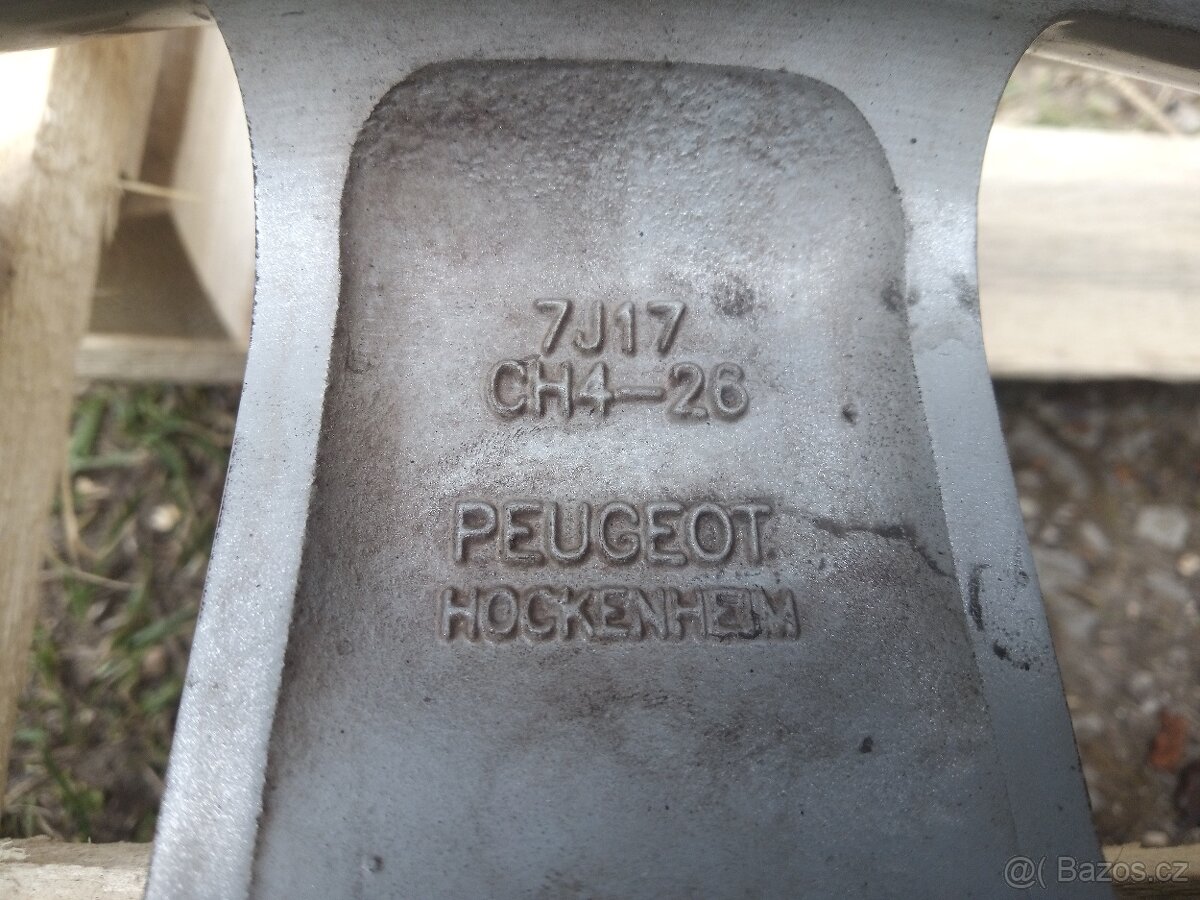 7J17
CH4-26
PEUGEOT
HOCKENHEIM
@( Bazos.cz